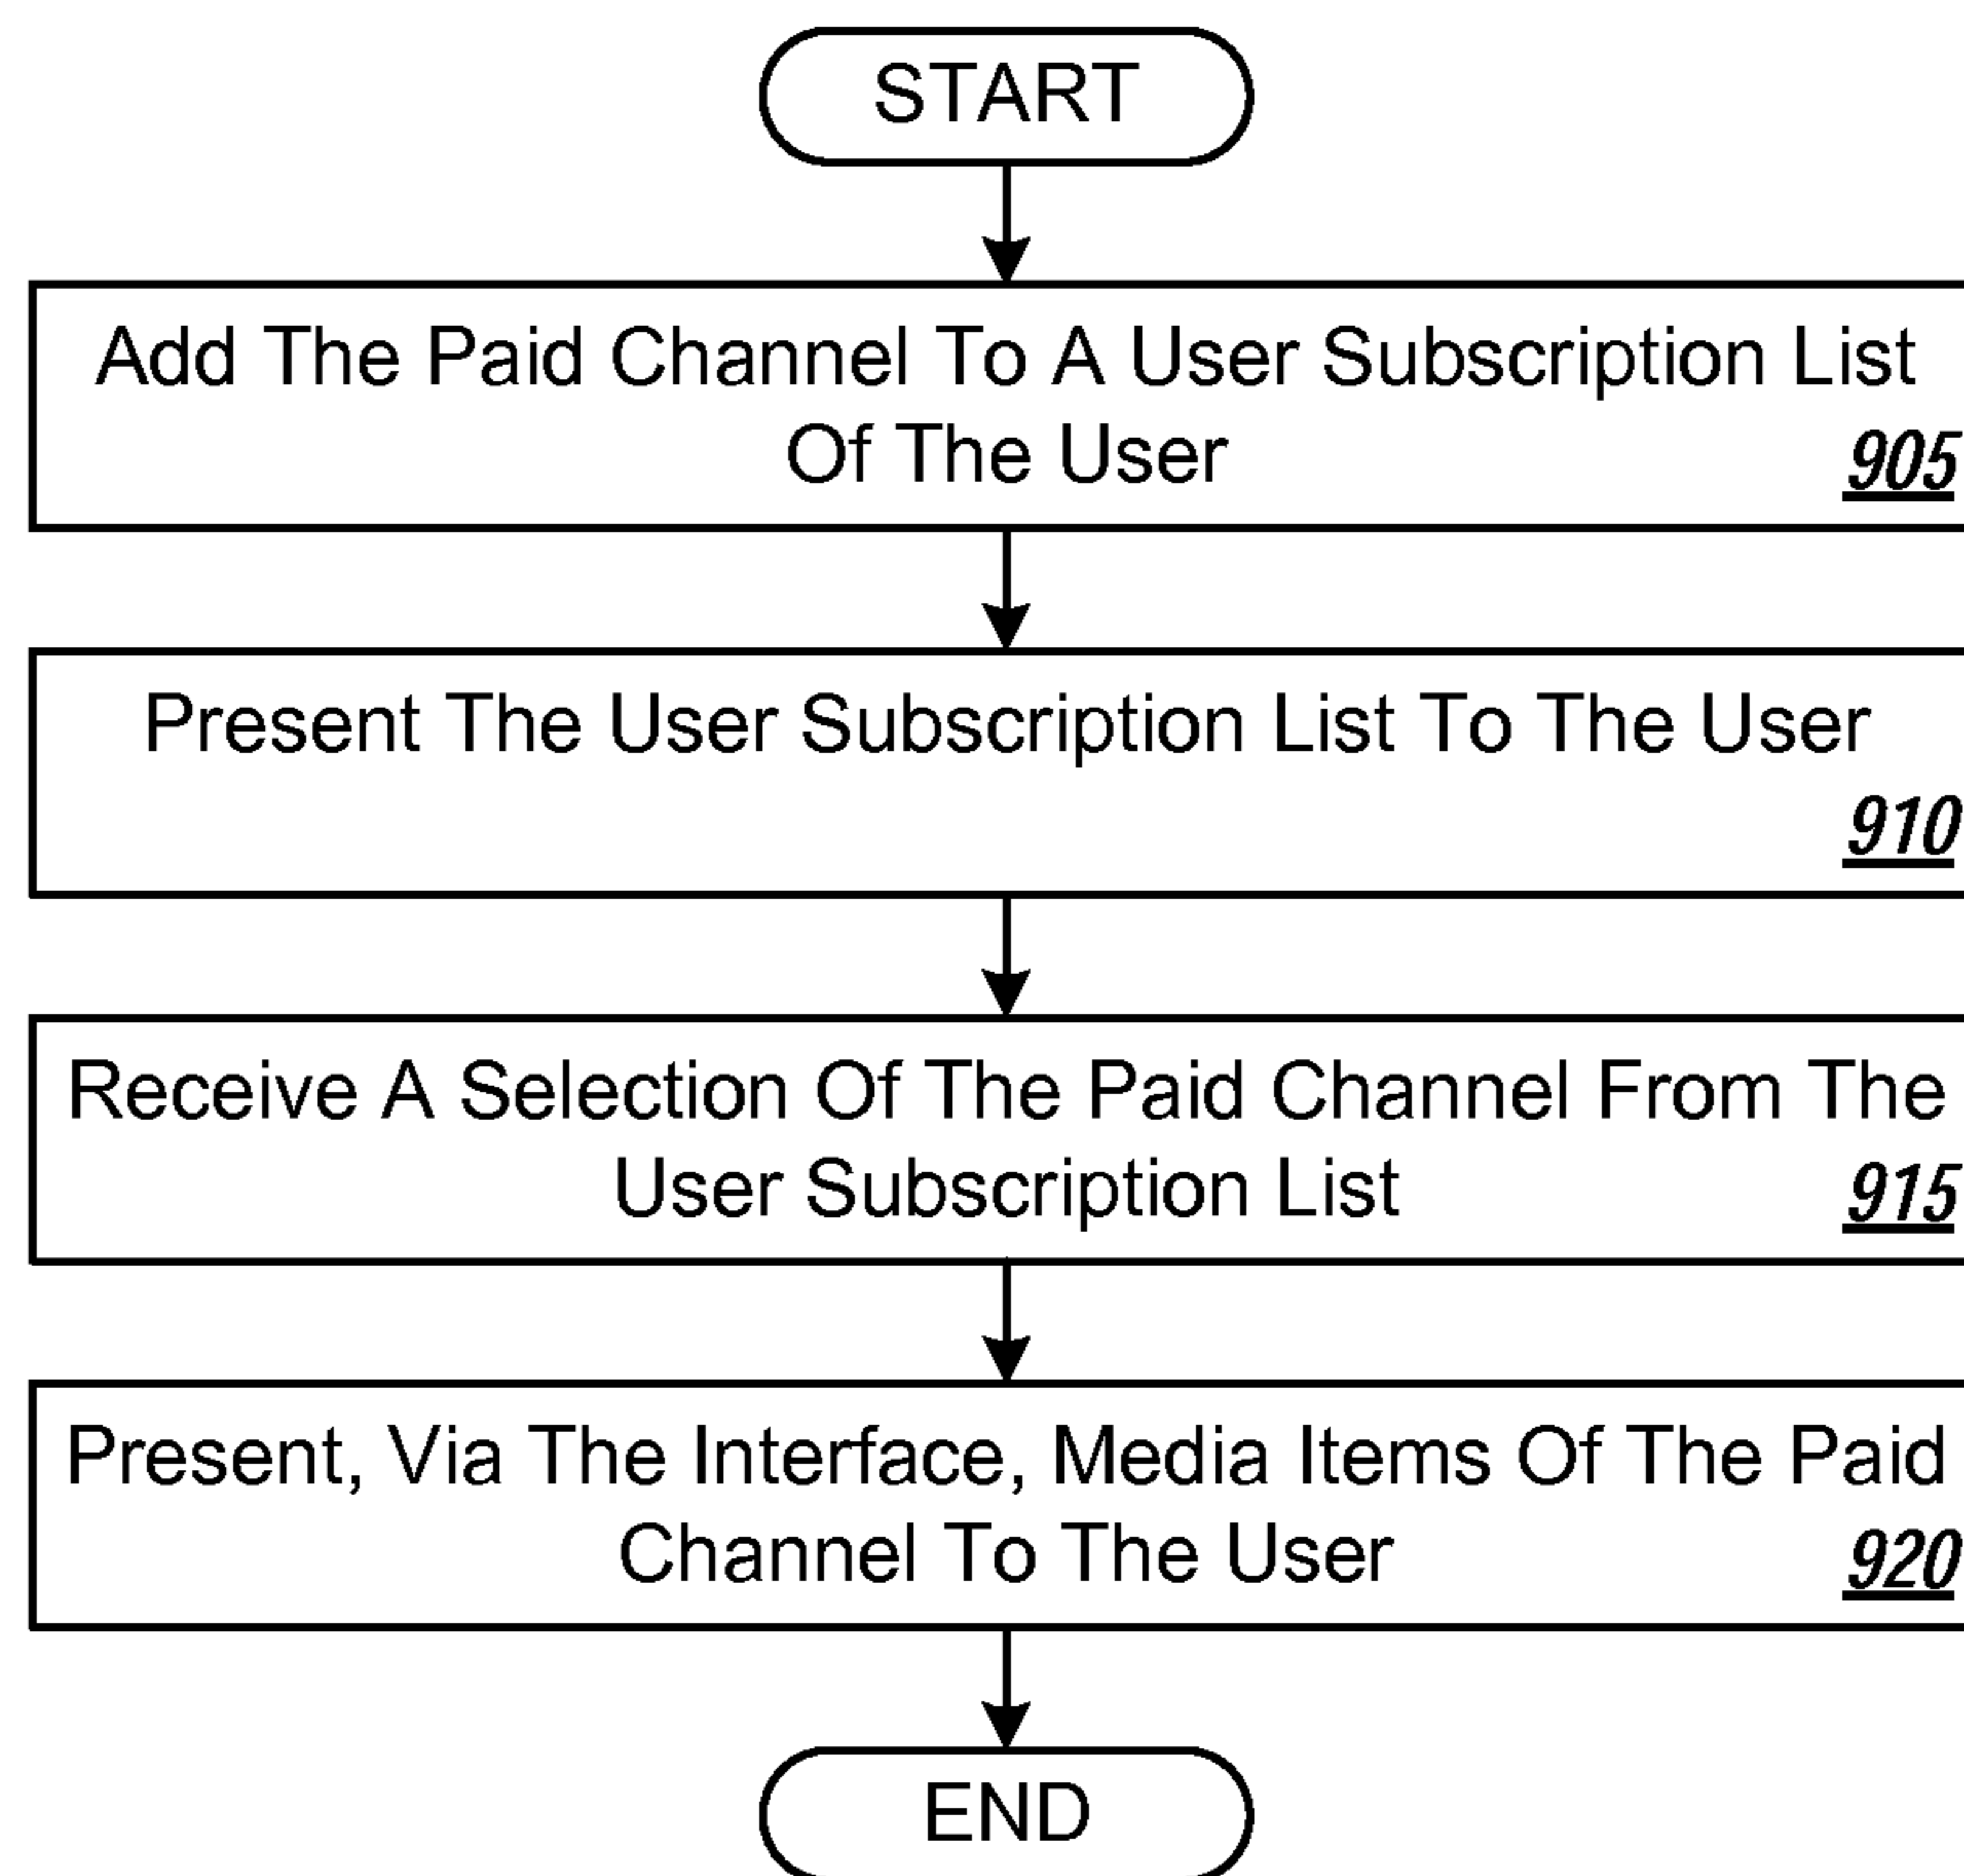 START
Add The Paid Channel To A User Subscription List
Of The User
905
Present The User Subscription List To The User
910
Receive A Selection Of The Paid Channel From The
User Subscription List
915
Present, Via The Interface, Media Items Of The Paid
Channel To The User
920
END